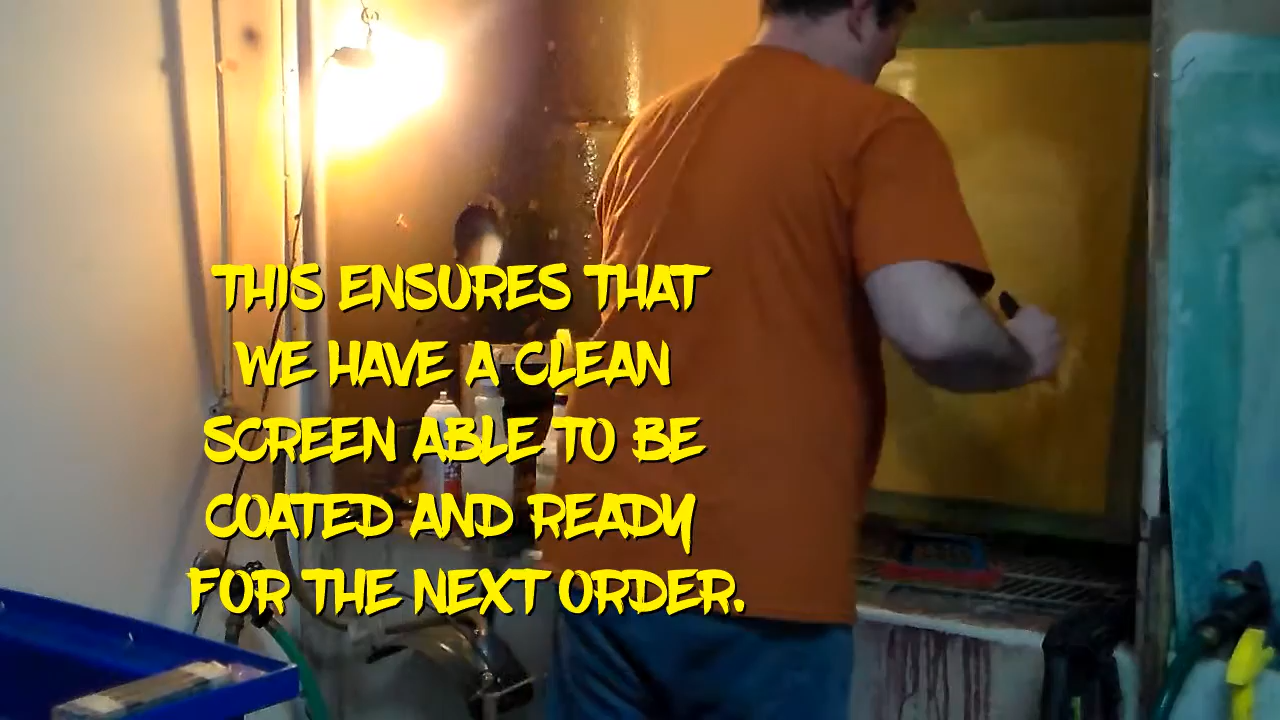 THIS ENSURES THAT
WE HAVE A CLEAN
SCREEN ABLE TO BE
COATED AND READY
FOR THE NEXT ORDER.